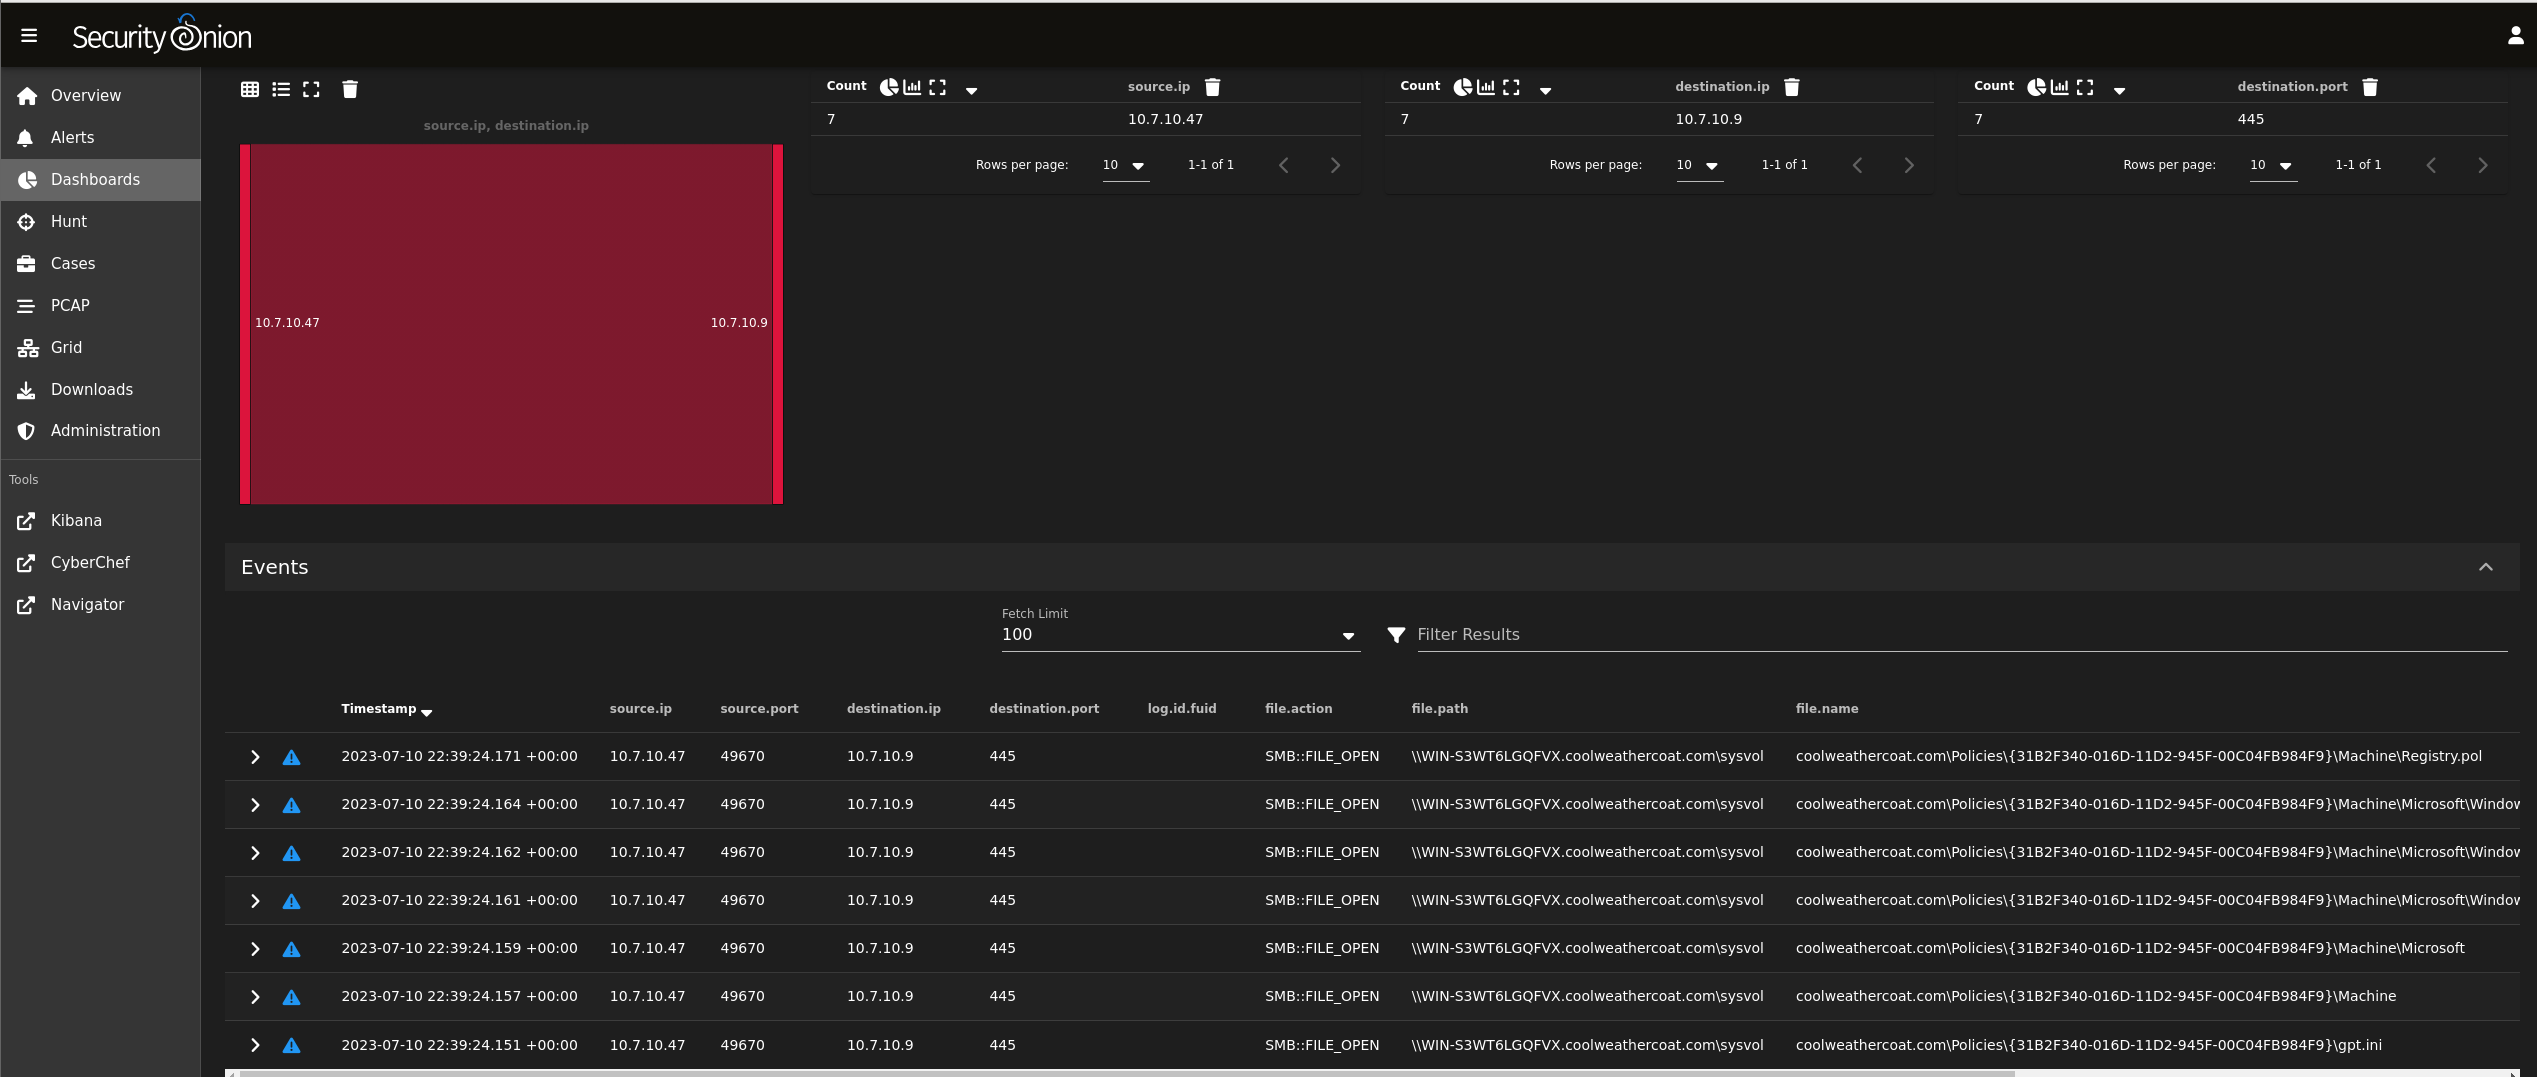 Security Onion
Overview
Alerts
Dashboards
Hunt
Cases
PCAP
Grid
Downloads
Administration
Tools
Kibana
CyberChef
Navigator
source.ip, destination.ip
10.7.10.47 10.7.10.9
Count source.ip
7 10.7.10.47
Rows per page: 10 1-1 of 1
Count destination.ip
7 10.7.10.9
Rows per page: 10 1-1 of 1
Count destination.port
7 445
Rows per page: 10 1-1 of 1
Events
Fetch Limit
100 Filter Results
Timestamp source.ip source.port destination.ip destination.port log.id.fuid file.action file.path file.name
2023-07-10 22:39:24.171 +00:00 10.7.10.47 49670 10.7.10.9 445 SMB::FILE_OPEN \\WIN-S3WT6LGQFVX.coolweathercoat.com\sysvol coolweathercoat.com\Policies\{31B2F340-016D-11D2-945F-00C04FB984F9}\Machine\Registry.pol
2023-07-10 22:39:24.164 +00:00 10.7.10.47 49670 10.7.10.9 445 SMB::FILE_OPEN \\WIN-S3WT6LGQFVX.coolweathercoat.com\sysvol coolweathercoat.com\Policies\{31B2F340-016D-11D2-945F-00C04FB984F9}\Machine\Microsoft\Window
2023-07-10 22:39:24.162 +00:00 10.7.10.47 49670 10.7.10.9 445 SMB::FILE_OPEN \\WIN-S3WT6LGQFVX.coolweathercoat.com\sysvol coolweathercoat.com\Policies\{31B2F340-016D-11D2-945F-00C04FB984F9}\Machine\Microsoft\Window
2023-07-10 22:39:24.161 +00:00 10.7.10.47 49670 10.7.10.9 445 SMB::FILE_OPEN \\WIN-S3WT6LGQFVX.coolweathercoat.com\sysvol coolweathercoat.com\Policies\{31B2F340-016D-11D2-945F-00C04FB984F9}\Machine\Microsoft\Window
2023-07-10 22:39:24.159 +00:00 10.7.10.47 49670 10.7.10.9 445 SMB::FILE_OPEN \\WIN-S3WT6LGQFVX.coolweathercoat.com\sysvol coolweathercoat.com\Policies\{31B2F340-016D-11D2-945F-00C04FB984F9}\Machine\Microsoft
2023-07-10 22:39:24.157 +00:00 10.7.10.47 49670 10.7.10.9 445 SMB::FILE_OPEN \\WIN-S3WT6LGQFVX.coolweathercoat.com\sysvol coolweathercoat.com\Policies\{31B2F340-016D-11D2-945F-00C04FB984F9}\Machine
2023-07-10 22:39:24.151 +00:00 10.7.10.47 49670 10.7.10.9 445 SMB::FILE_OPEN \\WIN-S3WT6LGQFVX.coolweathercoat.com\sysvol coolweathercoat.com\Policies\{31B2F340-016D-11D2-945F-00C04FB984F9}\gpt.ini